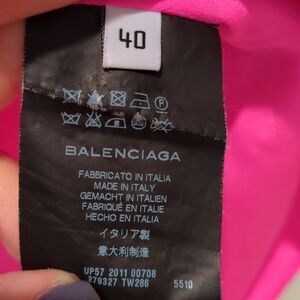 40
BALENCIAGA
FABBRICATO IN ITALIA
MADE IN ITALY
GEMACHT IN ITALIEN
FABRIQUÉ EN ITALIE
HECHO EN ITALIA
イタリア製
意大利制造
UP57 2011 00706
279327 TW286 5510